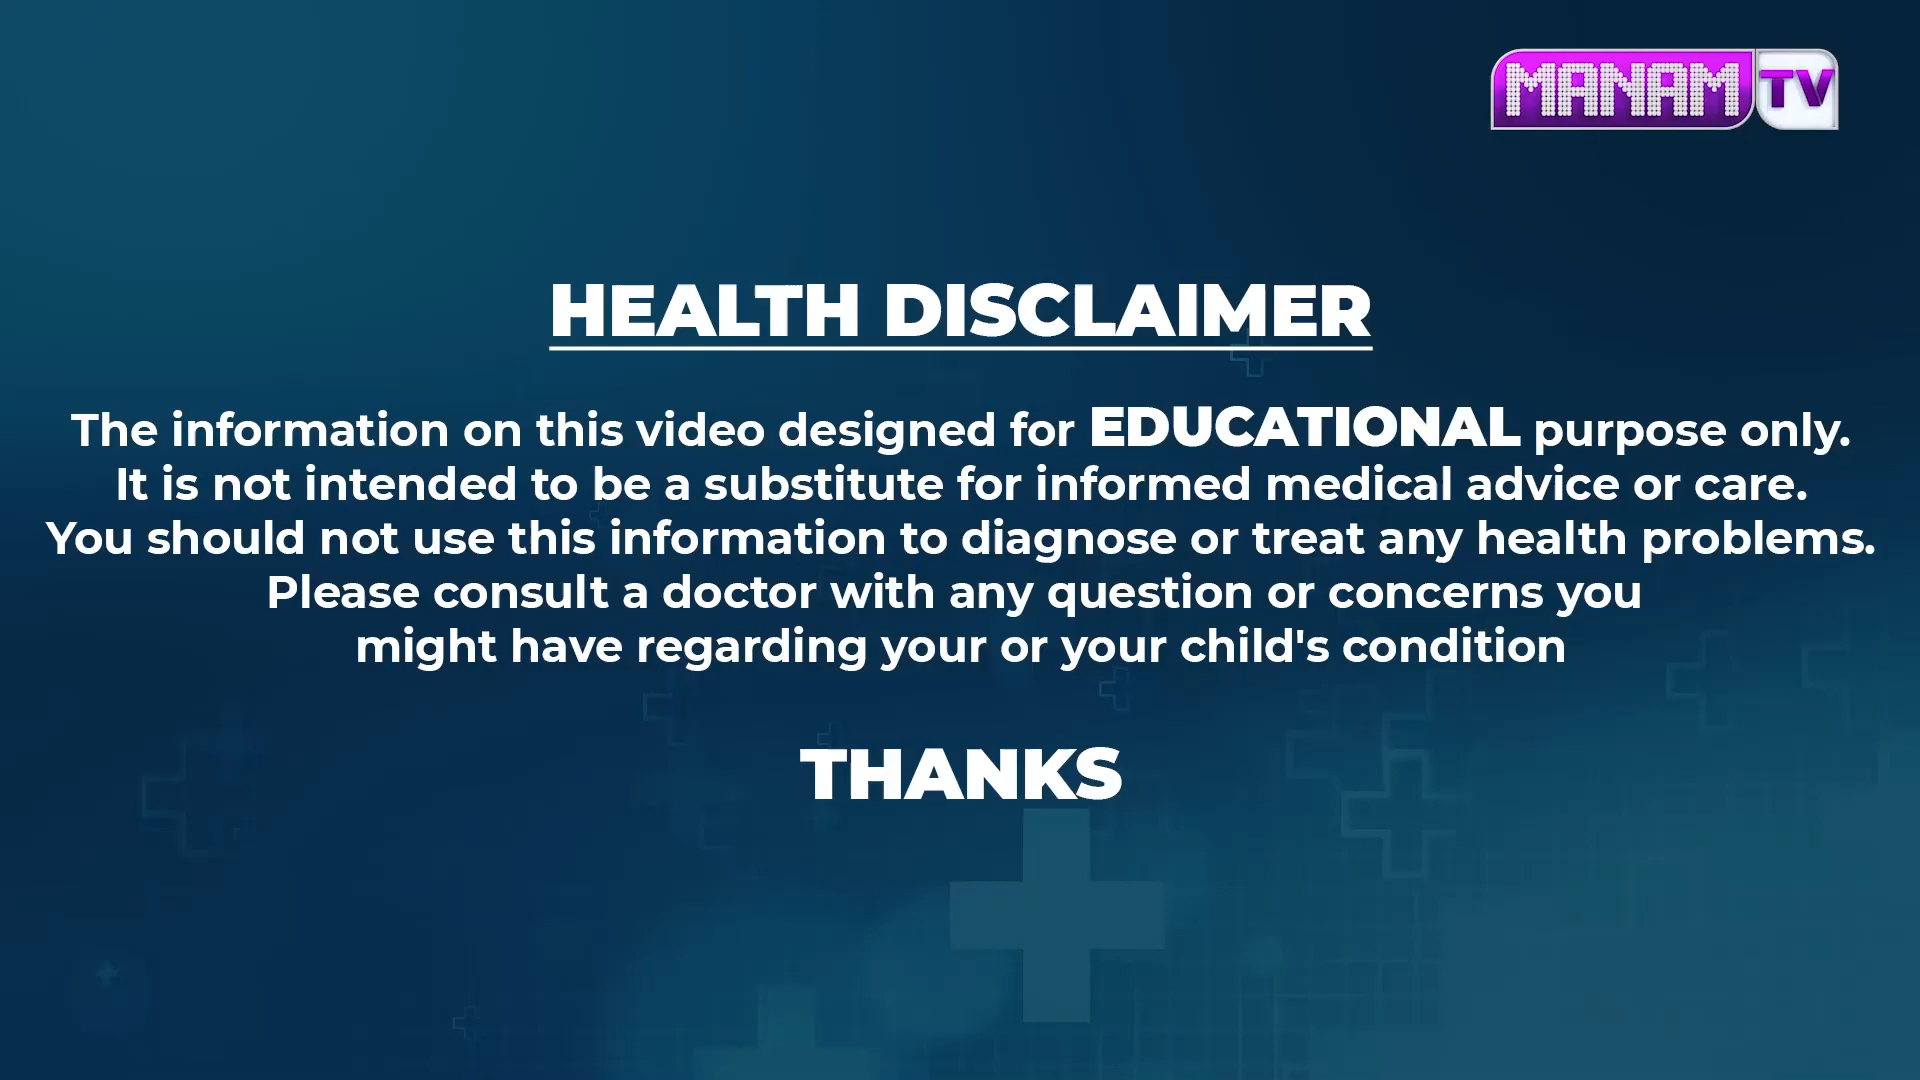 MANAM TV
HEALTH DISCLAIMER
The information on this video designed for EDUCATIONAL purpose only.
It is not intended to be a substitute for informed medical advice or care.
You should not use this information to diagnose or treat any health problems.
Please consult a doctor with any question or concerns you
might have regarding your or your child's condition
THANKS